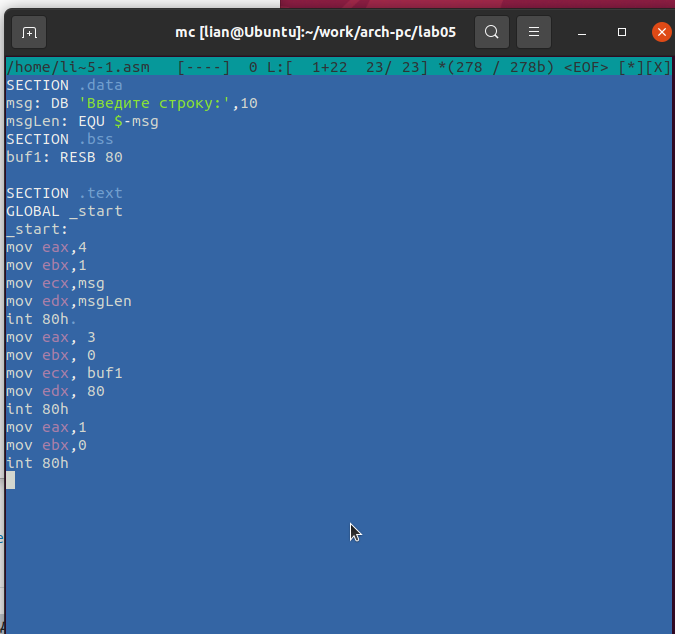 mc [lian@Ubuntu]:~/work/arch-pc/lab05
/home/li~5-1.asm   [----]  0 L:[  1+22  23/ 23] *(278 / 278b) <EOF> [*][X]
SECTION .data
msg: DB 'Введите строку:',10
msgLen: EQU $-msg
SECTION .bss
buf1: RESB 80
SECTION .text
GLOBAL _start
_start:
mov eax,4
mov ebx,1
mov ecx,msg
mov edx,msgLen
int 80h.
mov eax, 3
mov ebx, 0
mov ecx, buf1
mov edx, 80
int 80h
mov eax,1
mov ebx,0
int 80h